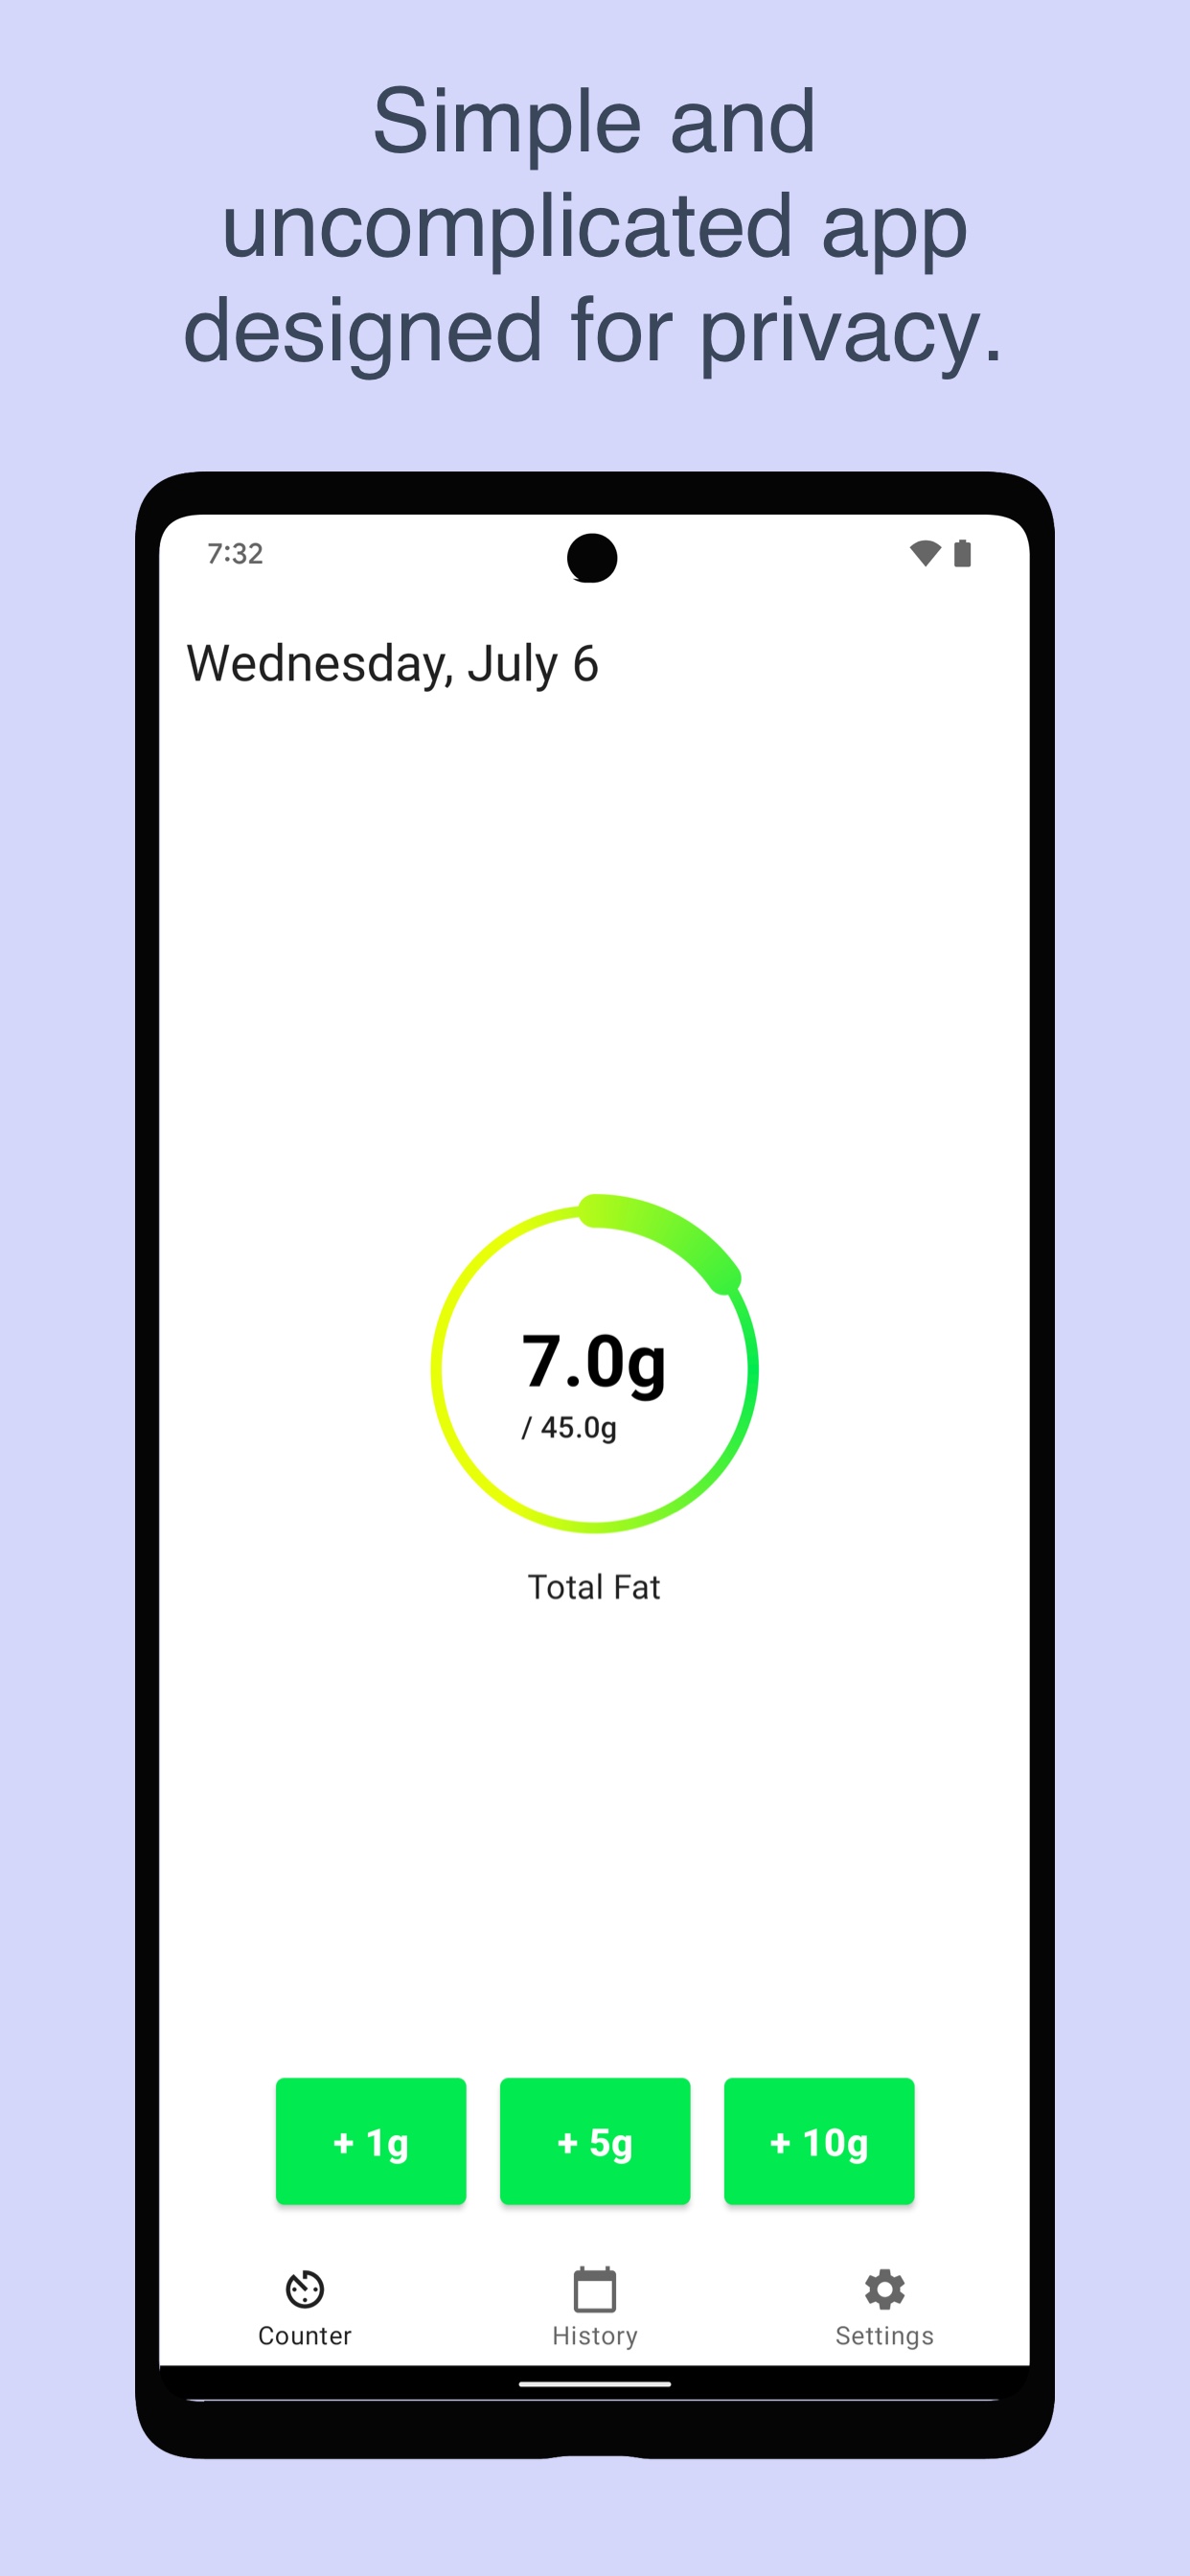 Simple and
uncomplicated app
designed for privacy.
7:32
Wednesday, July 6
7.0g
/ 45.0g
Total Fat
+ 1g
+ 5g
+ 10g
Counter
History
Settings